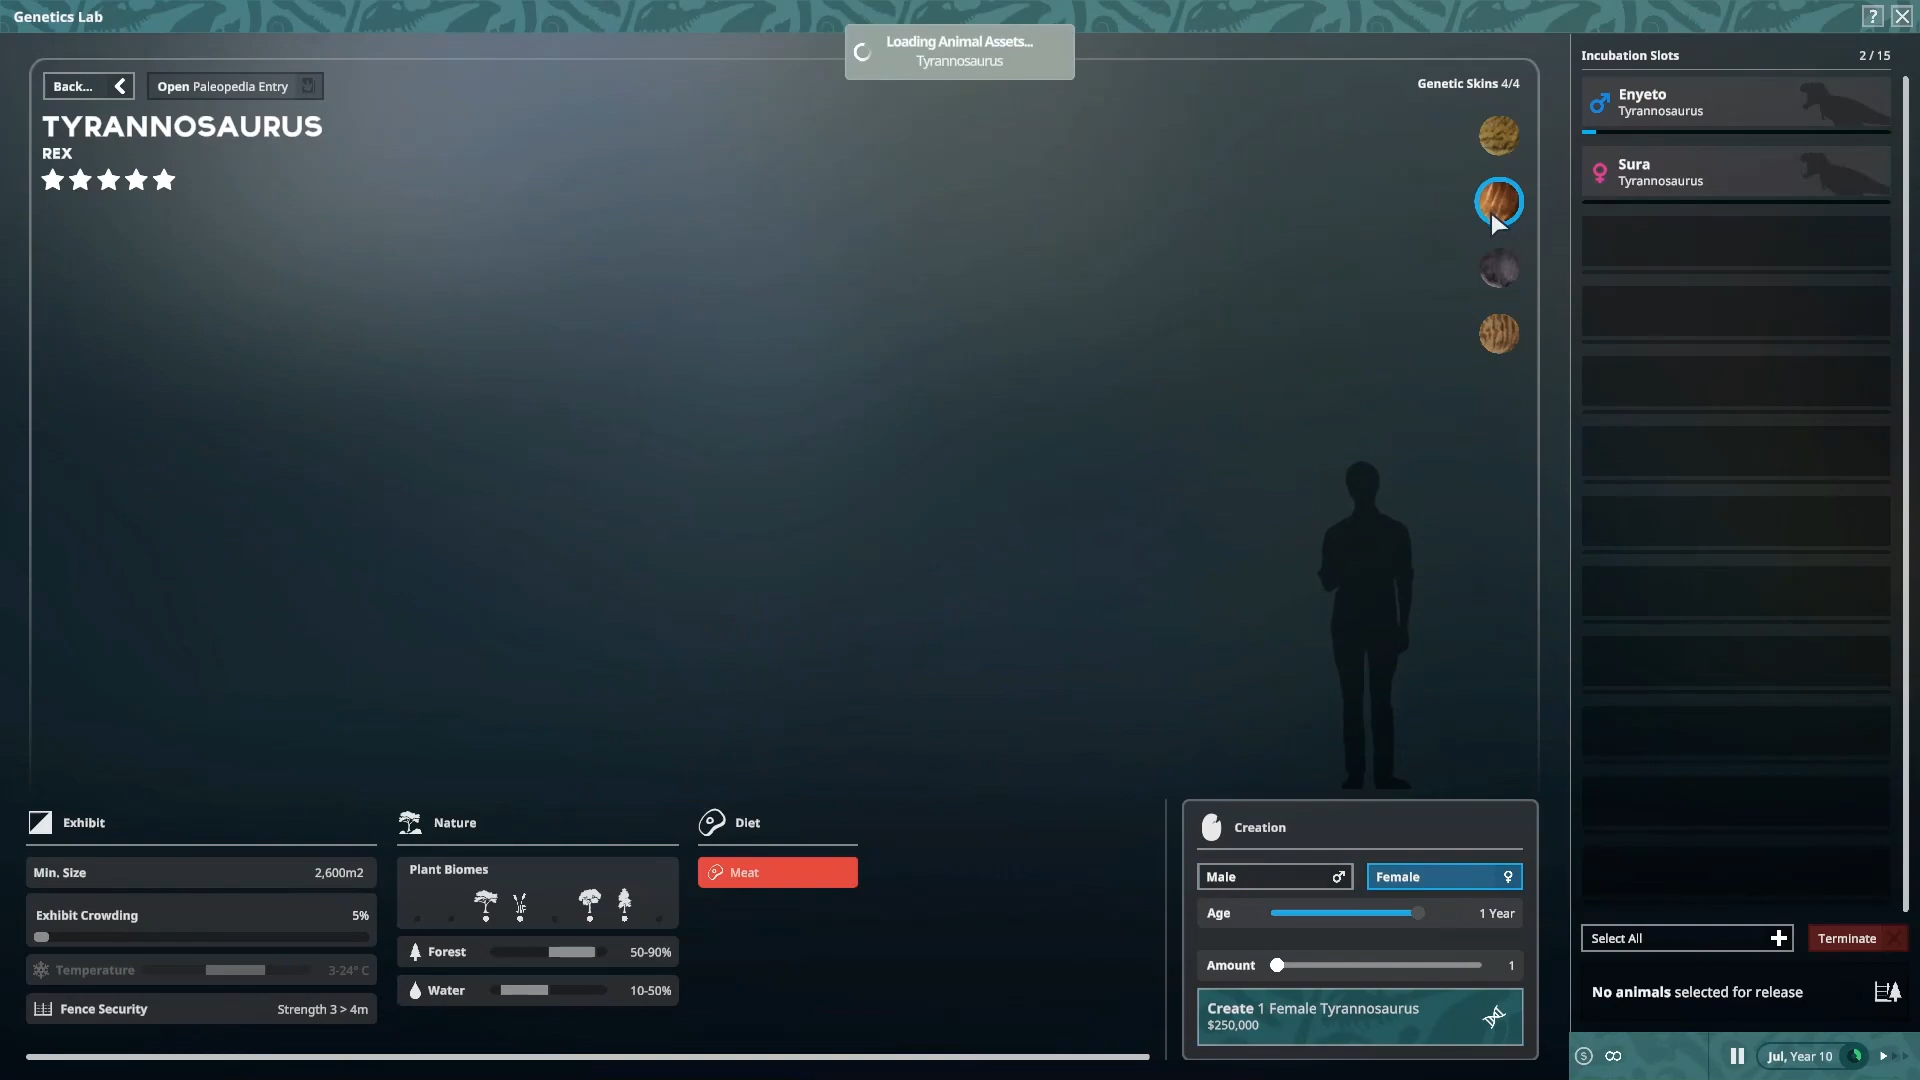 Genetics Lab
?
Loading Animal Assets...
Tyrannosaurus
Back...
Open Paleopedia Entry
TYRANNOSAURUS
REX
Genetic Skins 4/4
Incubation Slots
2 / 15
Enyeto
Tyrannosaurus
Sura
Tyrannosaurus
Exhibit
Min. Size
2,600m2
Exhibit Crowding
5%
Temperature
3-24° C
Fence Security
Strength 3 > 4m
Nature
Plant Biomes
Forest
50-90%
Water
10-50%
Diet
Meat
Creation
Male
Female
Age
1 Year
Amount
1
Create 1 Female Tyrannosaurus
$250,000
Select All
Terminate
No animals selected for release
Jul, Year 10